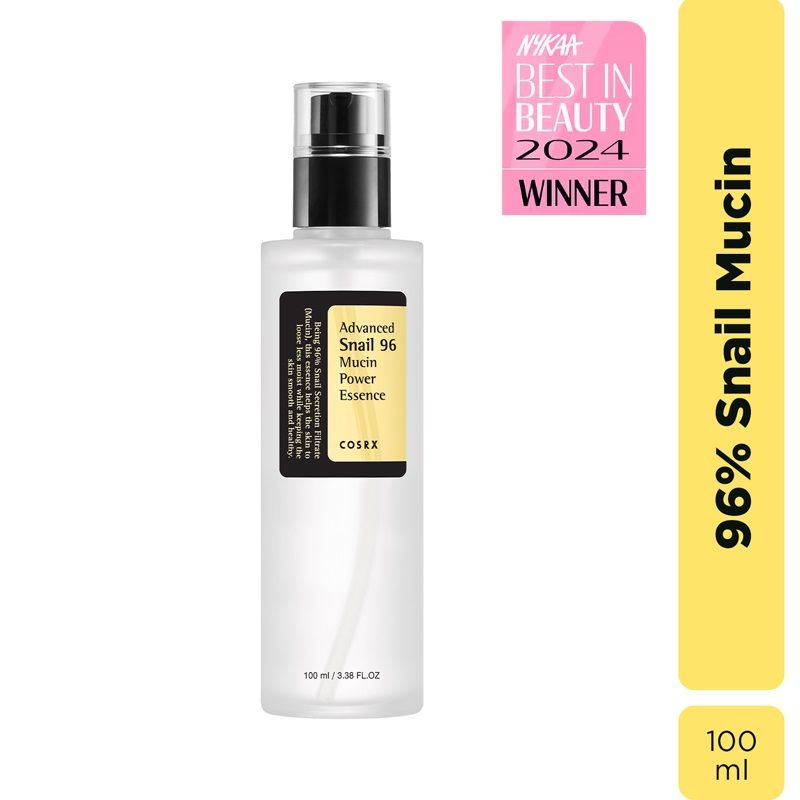 NYKAA
BEST IN
BEAUTY
2024
WINNER
96% Snail Mucin
Being 96% Snail Secretion Filtrate
(Mucin), this essence helps the skin to
loose less moist while keeping the
skin smooth and healthy.
Advanced
Snail 96
Mucin
Power
Essence
COSRX
100 ml / 3.38 FL.OZ
100
ml